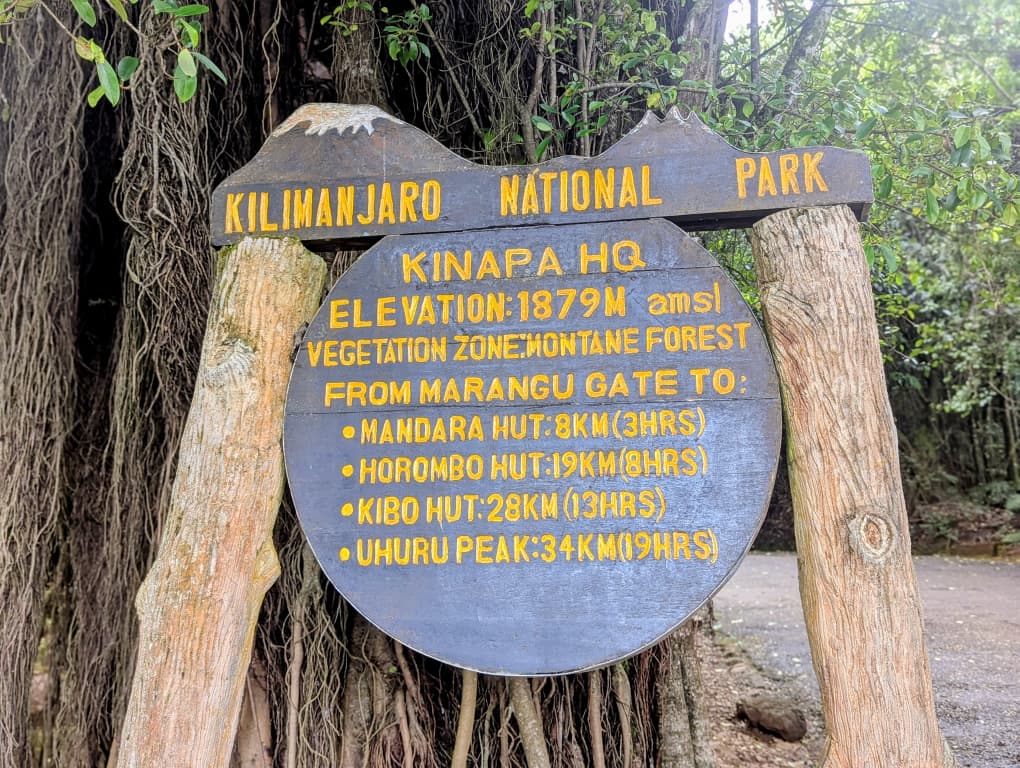 KILIMANJARO NATIONAL PARK
KINAPA HQ
ELEVATION:1879M amsl
VEGETATION ZONE:MONTANE FOREST
FROM MARANGU GATE TO:
•MANDARA HUT:8KM(3HRS)
•HOROMBO HUT:19KM(8HRS)
•KIBO HUT:28KM(13HRS)
•UHURU PEAK:34KM(19HRS)